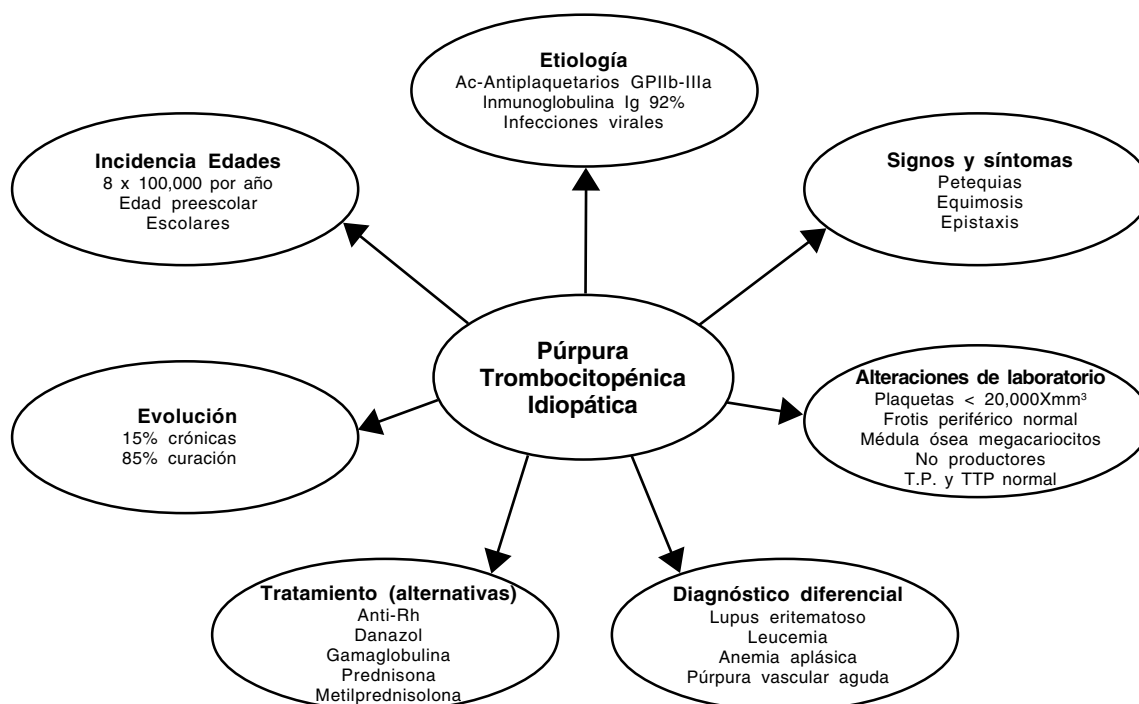 Etiología
Ac-Antiplaquetarios GPIIb-IIIa
Inmunoglobulina Ig 92%
Infecciones virales
Incidencia Edades
8 x 100,000 por año
Edad preescolar
Escolares
Signos y síntomas
Petequias
Equimosis
Epistaxis
Púrpura
Trombocitopénica
Idiopática
Evolución
15% crónicas
85% curación
Alteraciones de laboratorio
Plaquetas < 20,000Xmm³
Frotis periférico normal
Médula ósea megacariocitos
No productores
T.P. y TTP normal
Tratamiento (alternativas)
Anti-Rh
Danazol
Gamaglobulina
Prednisona
Metilprednisolona
Diagnóstico diferencial
Lupus eritematoso
Leucemia
Anemia aplásica
Púrpura vascular aguda